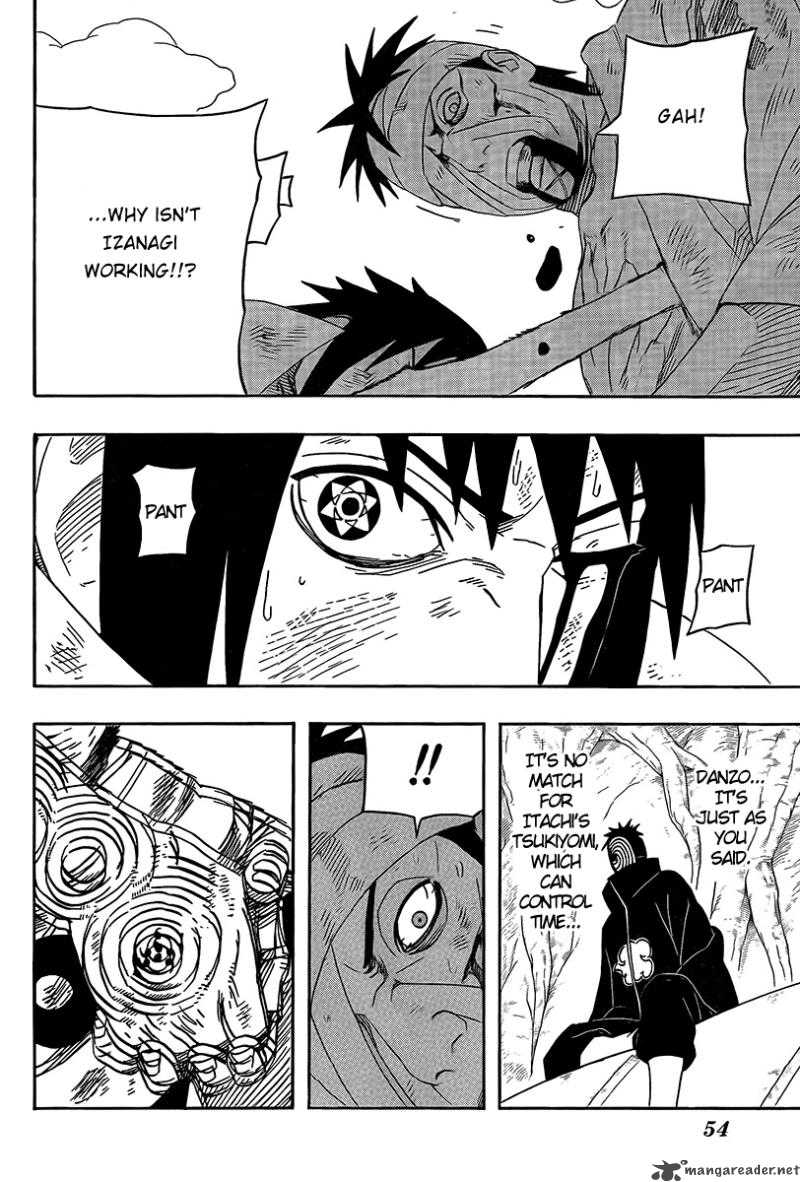 GAH!
...WHY ISN'T
IZANAGI
WORKING!!?
PANT
PANT
DANZO...
IT'S
JUST AS
YOU
SAID.
IT'S NO
MATCH
FOR
ITACHI'S
TSUKIYOMI,
WHICH
CAN
CONTROL
TIME...
!!
54
mangareader.net